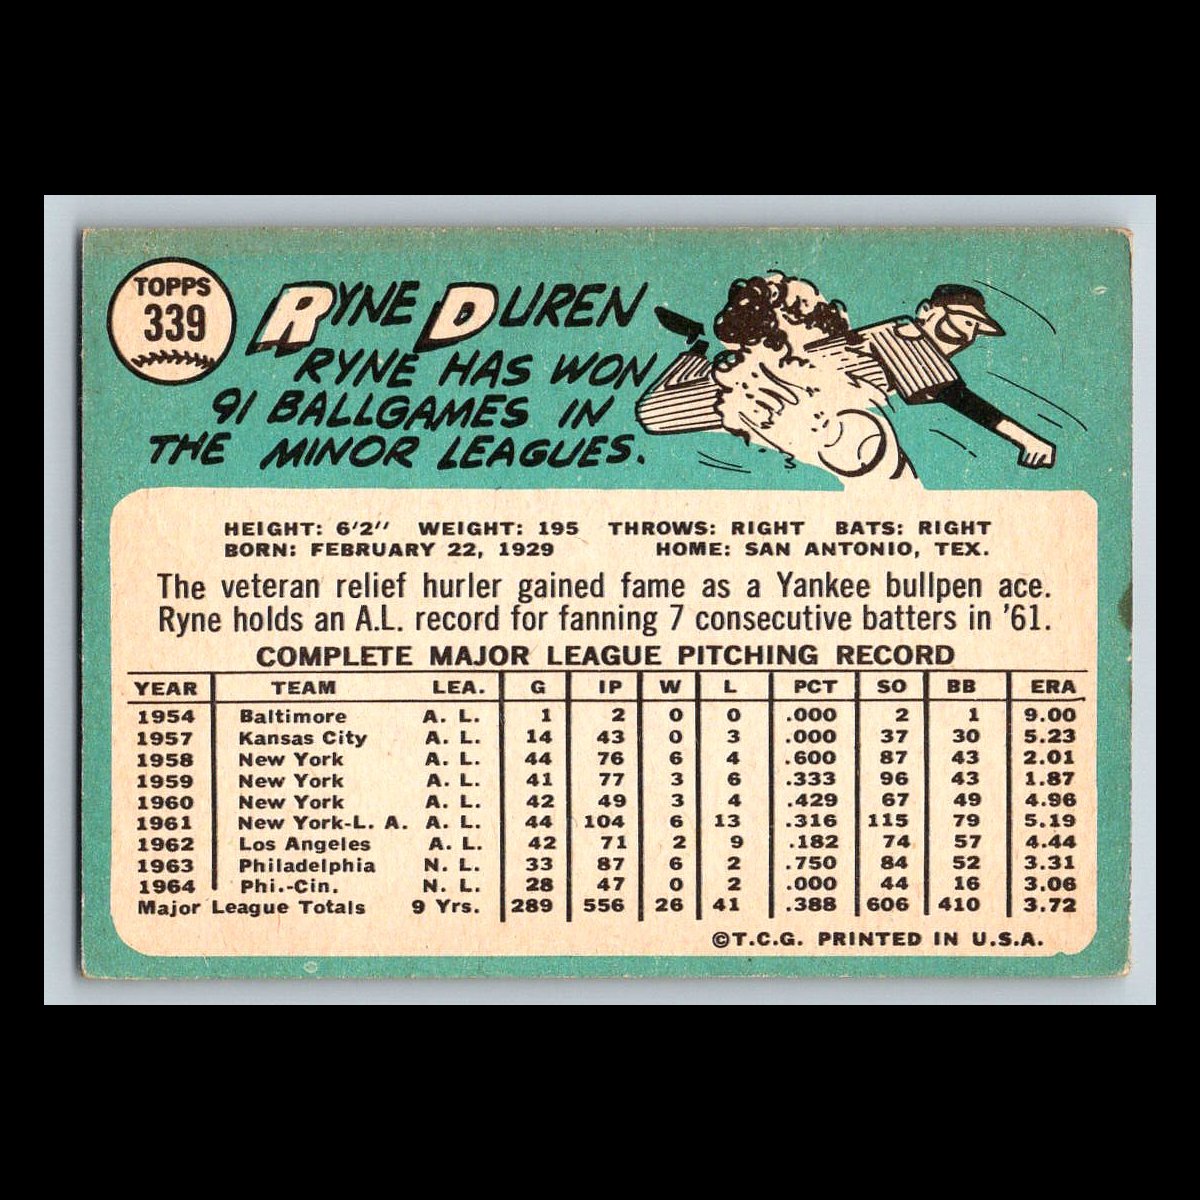 TOPPS
339
RYNE DUREN
RYNE HAS WON
91 BALLGAMES IN
THE MINOR LEAGUES.
HEIGHT: 6'2" WEIGHT: 195 THROWS: RIGHT BATS: RIGHT
BORN: FEBRUARY 22, 1929 HOME: SAN ANTONIO, TEX.
The veteran relief hurler gained fame as a Yankee bullpen ace.
Ryne holds an A.L. record for fanning 7 consecutive batters in '61.
COMPLETE MAJOR LEAGUE PITCHING RECORD
YEAR TEAM LEA. G IP W L PCT SO BB ERA
1954 Baltimore A. L. 1 2 0 0 .000 2 1 9.00
1957 Kansas City A. L. 14 43 0 3 .000 37 30 5.23
1958 New York A. L. 44 76 6 4 .600 87 43 2.01
1959 New York A. L. 41 77 3 6 .333 96 43 1.87
1960 New York A. L. 42 49 3 4 .429 67 49 4.96
1961 New York-L. A. A. L. 44 104 6 13 .316 115 79 5.19
1962 Los Angeles A. L. 42 71 2 9 .182 74 57 4.44
1963 Philadelphia N. L. 33 87 6 2 .750 84 52 3.31
1964 Phi.-Cin. N. L. 28 47 0 2 .000 44 16 3.06
Major League Totals 9 Yrs. 289 556 26 41 .388 606 410 3.72
©T.C.G. PRINTED IN U.S.A.